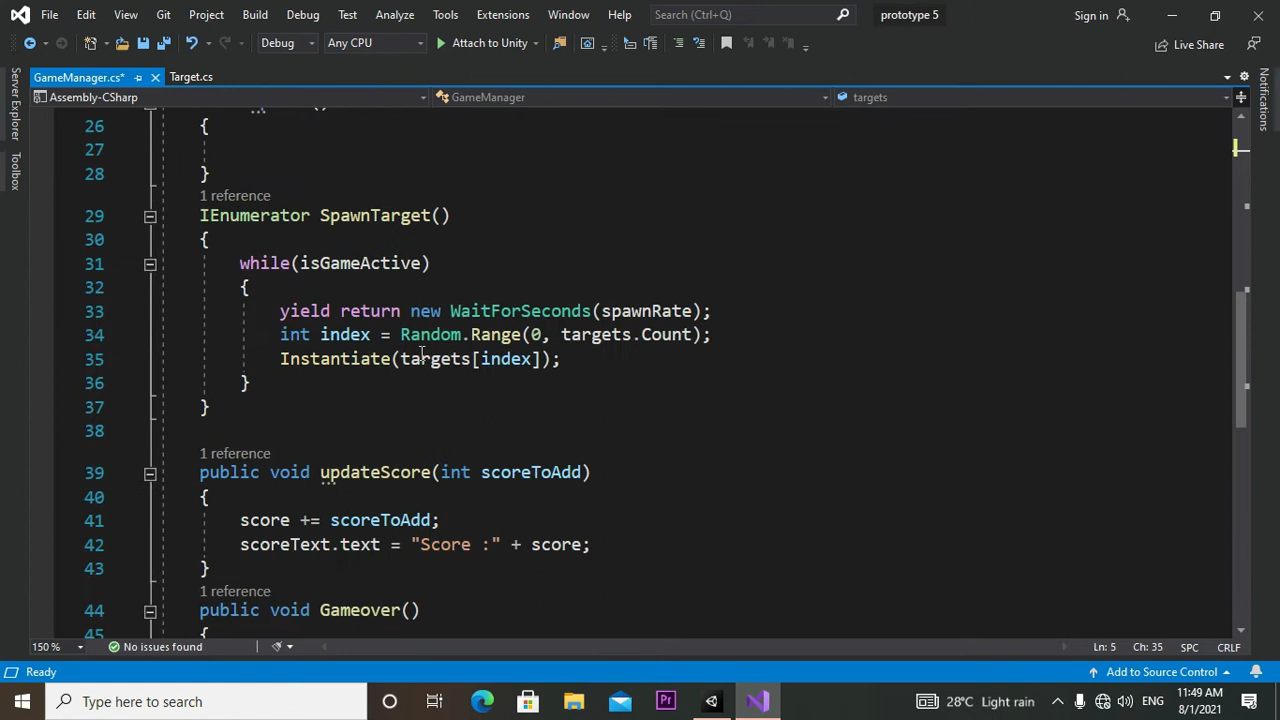 File Edit View Git Project Build Debug Test Analyze Tools Extensions Window Help Search (Ctrl+Q) prototype 5 Sign in
Debug Any CPU Attach to Unity Live Share
GameManager.cs* Target.cs
Assembly-CSharp GameManager targets
Server Explorer
Toolbox
Notifications
26 {
27
28 }
1 reference
29 IEnumerator SpawnTarget()
30 {
31 while(isGameActive)
32 {
33 yield return new WaitForSeconds(spawnRate);
34 int index = Random.Range(0, targets.Count);
35 Instantiate(targets[index]);
36 }
37 }
38
1 reference
39 public void updateScore(int scoreToAdd)
40 {
41 score += scoreToAdd;
42 scoreText.text = "Score :" + score;
43 }
1 reference
44 public void Gameover()
45 {
150 % No issues found Ln: 5 Ch: 35 SPC CRLF
Ready Add to Source Control
Type here to search Pr 28°C Light rain ENG 11:49 AM
8/1/2021